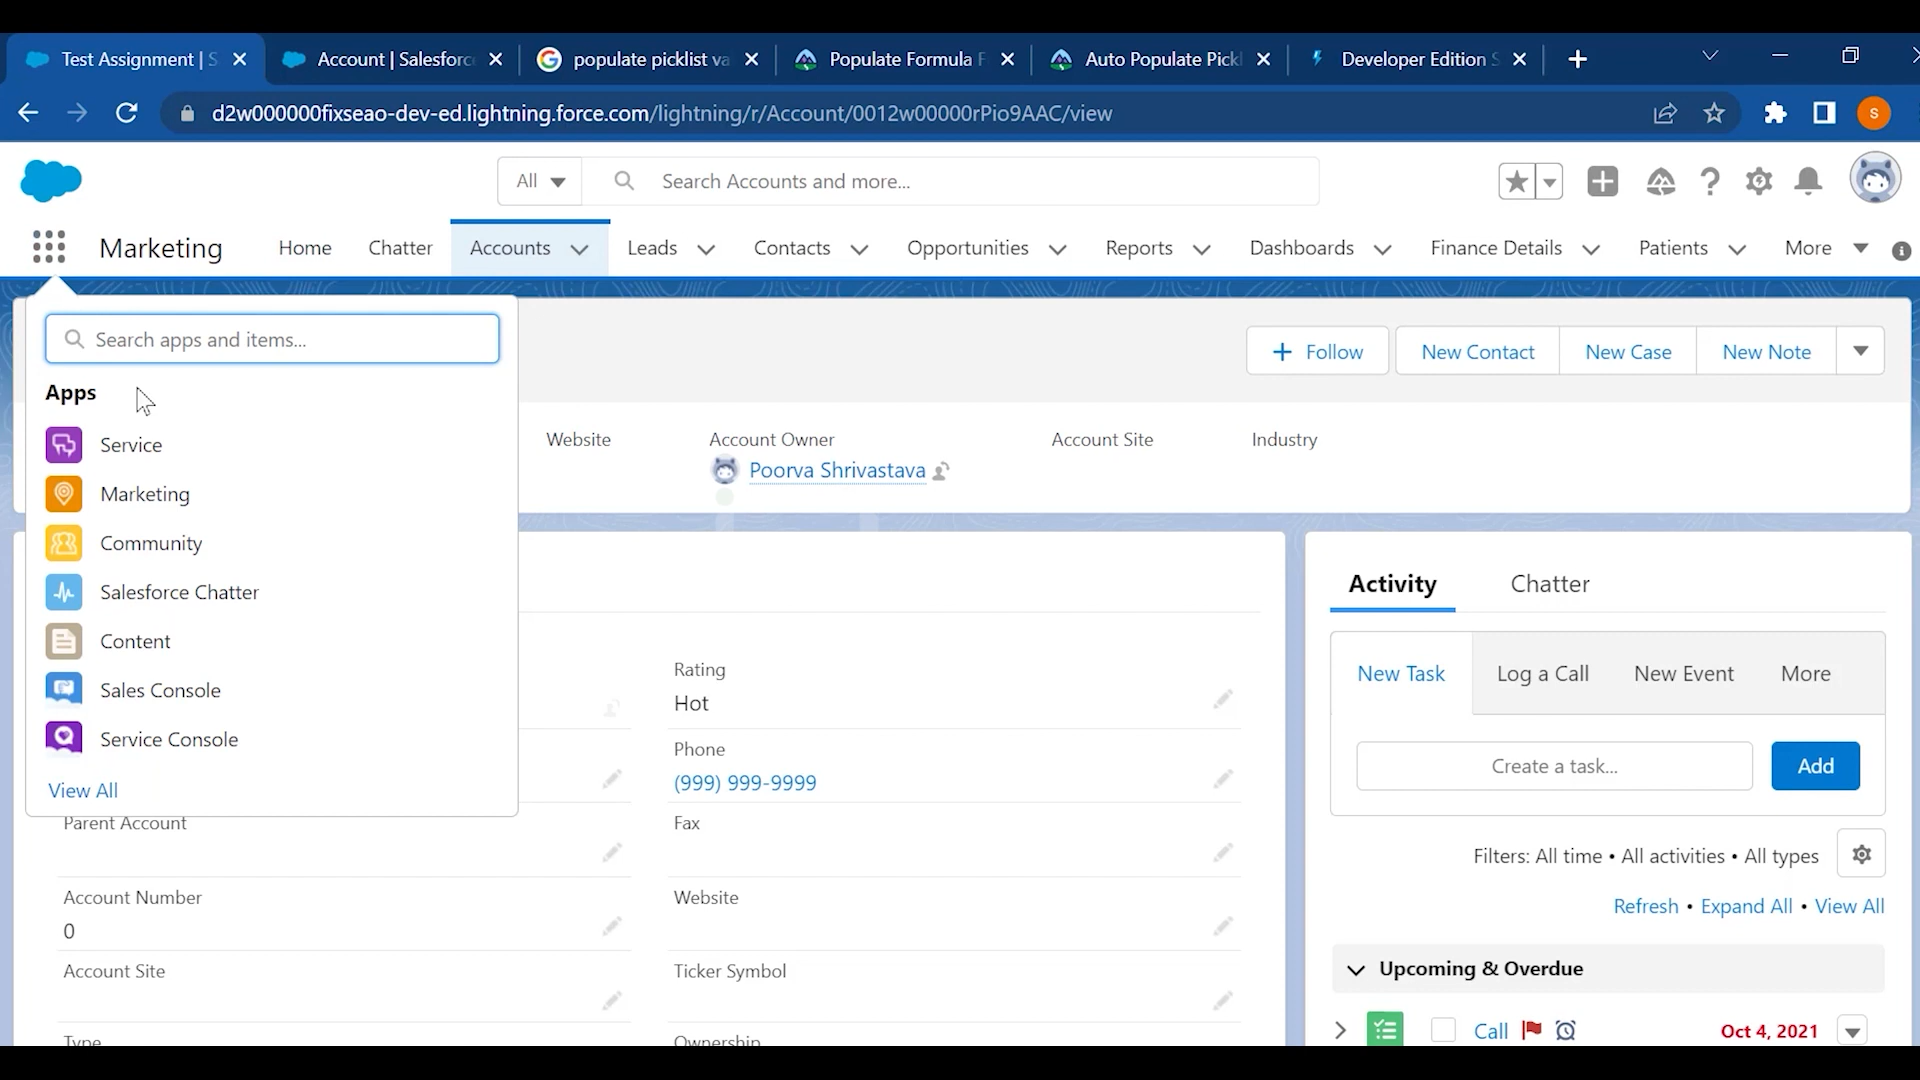 Test Assignment | S
Account | Salesforc
populate picklist va
Populate Formula F
Auto Populate Pickl
Developer Edition S
d2w000000fixseao-dev-ed.lightning.force.com/lightning/r/Account/0012w00000rPio9AAC/view
S
All
Search Accounts and more...
Marketing
Home
Chatter
Accounts
Leads
Contacts
Opportunities
Reports
Dashboards
Finance Details
Patients
More
Search apps and items...
Apps
Service
Marketing
Community
Salesforce Chatter
Content
Sales Console
Service Console
View All
Follow
New Contact
New Case
New Note
Website
Account Owner
Poorva Shrivastava
Account Site
Industry
Rating
Hot
Phone
(999) 999-9999
Parent Account
Fax
Account Number
0
Website
Account Site
Ticker Symbol
Type
Ownership
Activity
Chatter
New Task
Log a Call
New Event
More
Create a task...
Add
Filters: All time • All activities • All types
Refresh • Expand All • View All
Upcoming & Overdue
Call
Oct 4, 2021